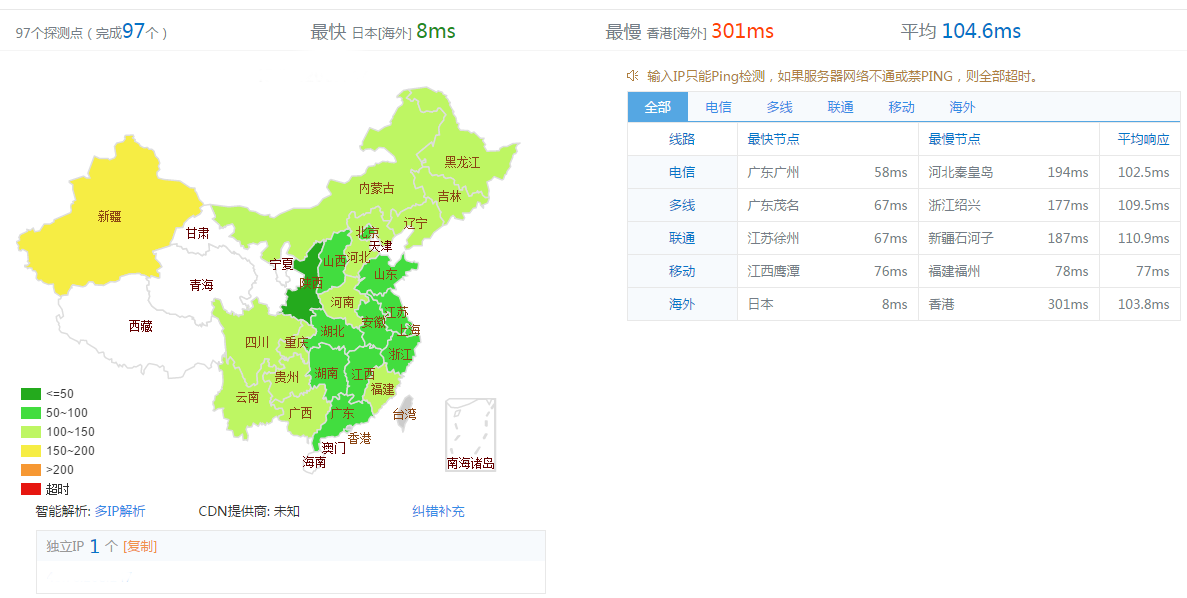 97个探测点（完成97个）
最快 日本[海外] 8ms
最慢 香港[海外] 301ms
平均 104.6ms
输入IP只能Ping检测，如果服务器网络不通或禁PING，则全部超时。
全部 电信 多线 联通 移动 海外
线路 最快节点 最慢节点 平均响应
电信 广东广州 58ms 河北秦皇岛 194ms 102.5ms
多线 广东茂名 67ms 浙江绍兴 177ms 109.5ms
联通 江苏徐州 67ms 新疆石河子 187ms 110.9ms
移动 江西鹰潭 76ms 福建福州 78ms 77ms
海外 日本 8ms 香港 301ms 103.8ms
黑龙江
内蒙古
吉林
新疆
辽宁
甘肃
北京
天津
宁夏
山西
河北
山东
陕西
青海
河南
江苏
西藏
安徽
上海
湖北
四川
重庆
浙江
湖南
江西
贵州
福建
云南
广西
广东
台湾
香港
澳门
海南
南海诸岛
<=50
50~100
100~150
150~200
>200
超时
智能解析: 多IP解析 CDN提供商: 未知 纠错补充
独立IP 1 个 [复制]